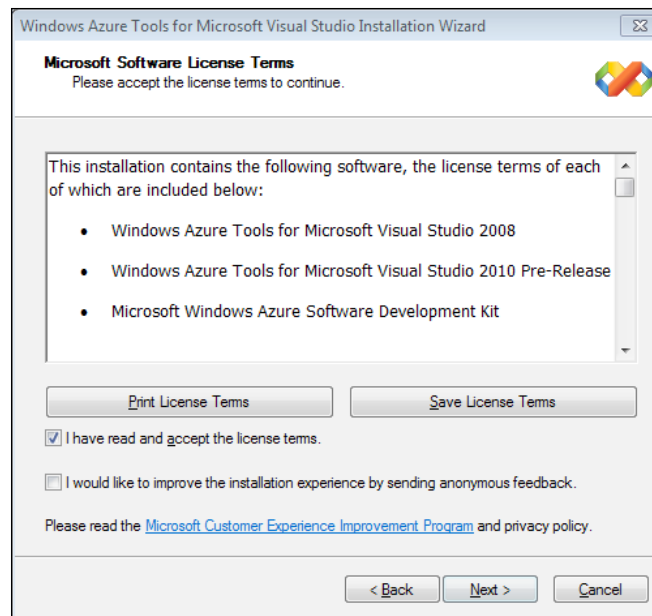 Windows Azure Tools for Microsoft Visual Studio Installation Wizard
Microsoft Software License Terms
Please accept the license terms to continue.
This installation contains the following software, the license terms of each
of which are included below:
• Windows Azure Tools for Microsoft Visual Studio 2008
• Windows Azure Tools for Microsoft Visual Studio 2010 Pre-Release
• Microsoft Windows Azure Software Development Kit
Print License Terms Save License Terms
I have read and accept the license terms.
I would like to improve the installation experience by sending anonymous feedback.
Please read the Microsoft Customer Experience Improvement Program and privacy policy.
< Back Next > Cancel